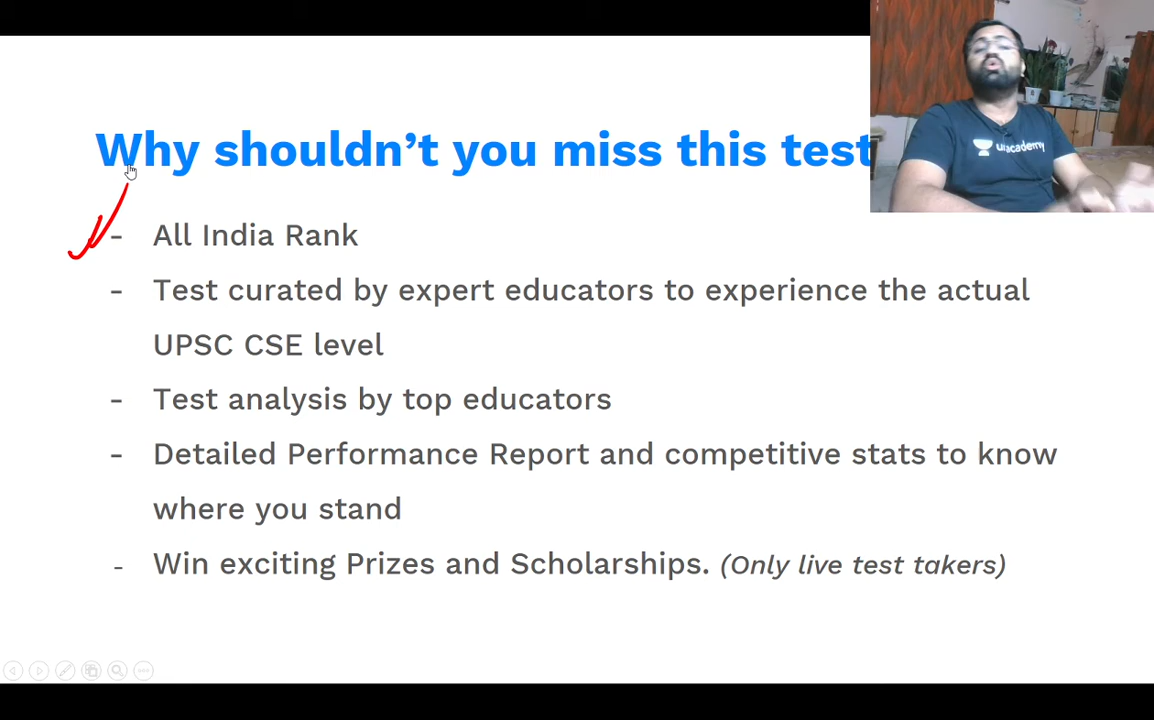 Why shouldn’t you miss this test
- All India Rank
- Test curated by expert educators to experience the actual
UPSC CSE level
- Test analysis by top educators
- Detailed Performance Report and competitive stats to know
where you stand
- Win exciting Prizes and Scholarships. (Only live test takers)
unacademy